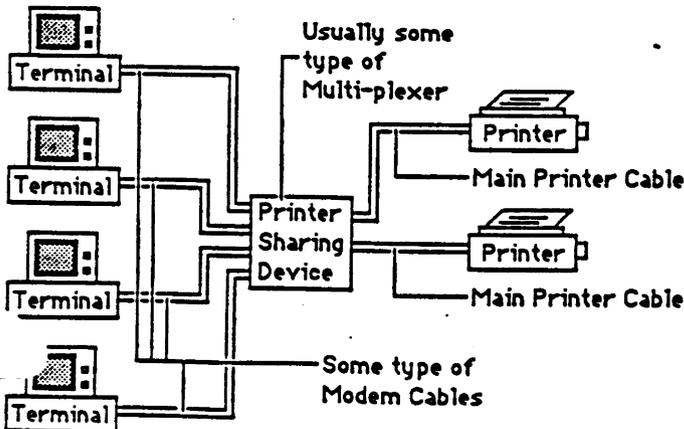 Usually some
type of
Multi-plexer
Terminal
Printer
Main Printer Cable
Terminal
Printer
Sharing
Device
Printer
Main Printer Cable
Terminal
Some type of
Modem Cables
Terminal